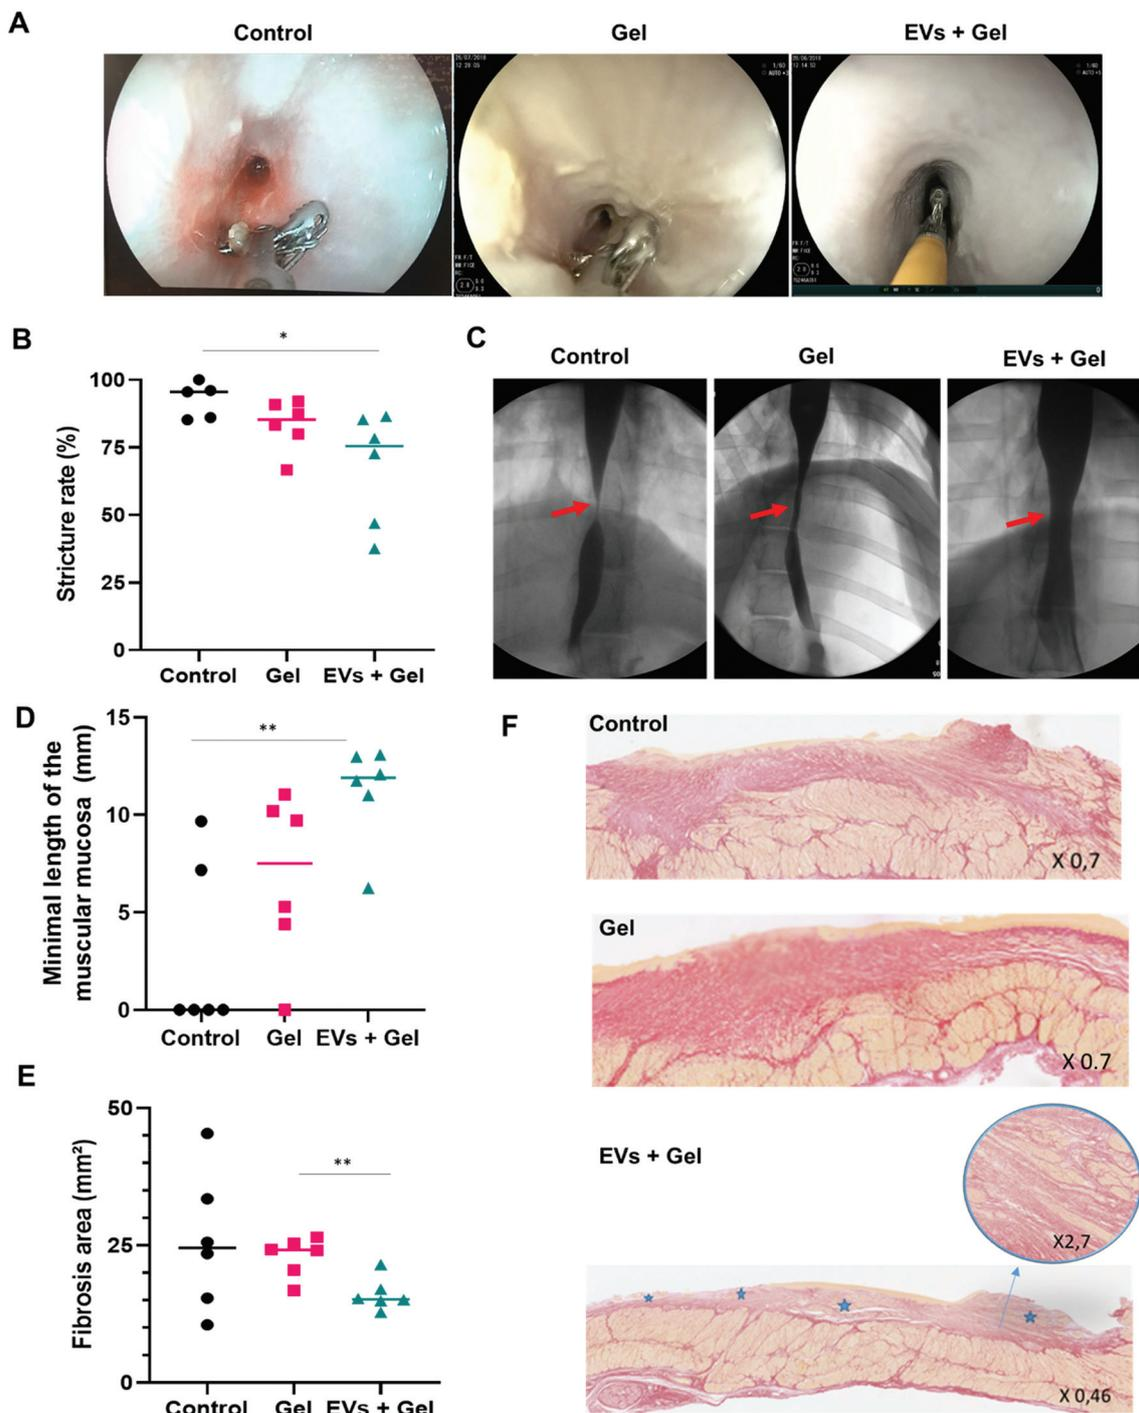 A
Control
Gel
EVs + Gel
B
*
Stricture rate (%)
100
75
50
25
0
Control Gel EVs + Gel
C
Control
Gel
EVs + Gel
D
**
Minimal length of the
muscular mucosa (mm)
15
10
5
0
Control Gel EVs + Gel
E
**
Fibrosis area (mm²)
50
25
0
Control Gel EVs + Gel
F
Control
X 0,7
Gel
X 0.7
EVs + Gel
X2,7
X 0,46